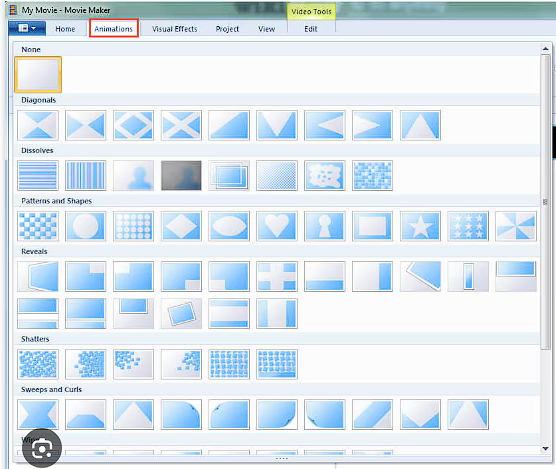 My Movie - Movie Maker
Video Tools
Home Animations Visual Effects Project View Edit
None
Diagonals
Dissolves
Patterns and Shapes
Reveals
Shatters
Sweeps and Curls